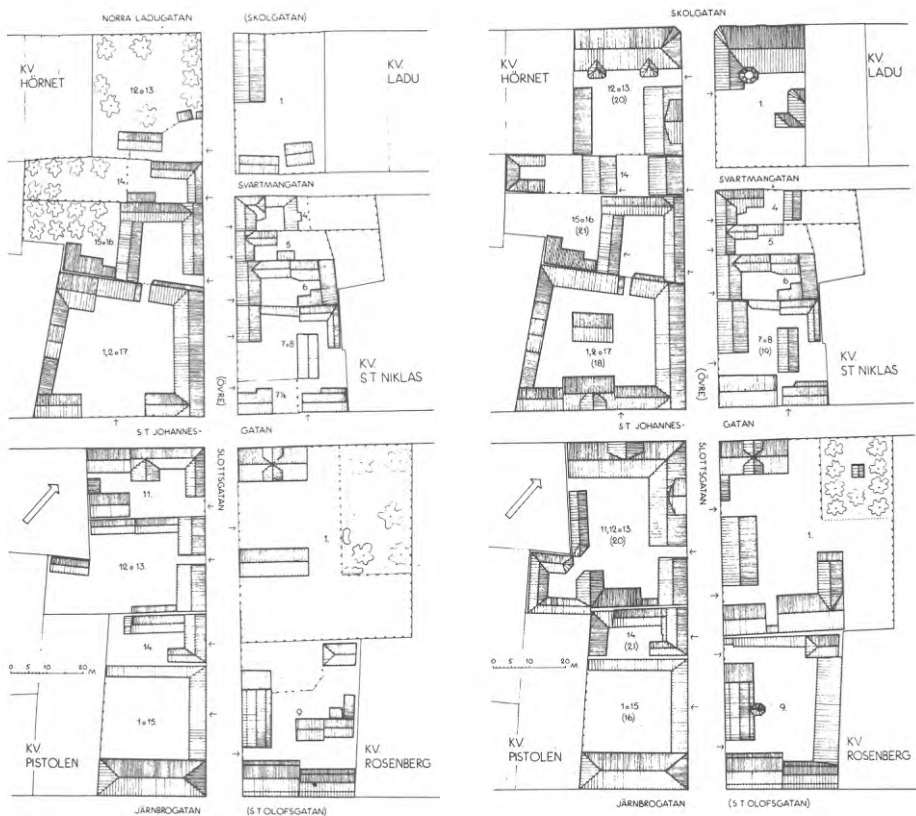 NORRA LADUGATAN (SKOLGATAN)
KV. HÖRNET
12 o 13.
1.
KV. LADU
14.
SVARTMANGATAN
14
15 o 16
5
6
1,2 o 17.
7 o 8
7¼
(ÖVRE)
KV. ST NIKLAS
ST JOHANNES- GATAN
SLOTTSGATAN
11.
1.
12 o 13.
14
0 5 10 20 M
1 o 15.
9
KV. PISTOLEN
KV. ROSENBERG
JÄRNBROGATAN (ST OLOFSGATAN)
SKOLGATAN
KV. HÖRNET
12 o 13.
(20)
1.
KV. LADU
14
SVARTMANGATAN
4
15 o 16
(21)
5
6
1,2 o 17
(18)
7 o 8
(19)
(ÖVRE)
KV. ST NIKLAS
ST JOHANNES- GATAN
SLOTTSGATAN
11, 12 o 13.
(20)
1.
14
(21)
0 5 10 20 M
1 o 15
(16)
9.
KV. PISTOLEN
KV. ROSENBERG
JÄRNBROGATAN (ST OLOFSGATAN)